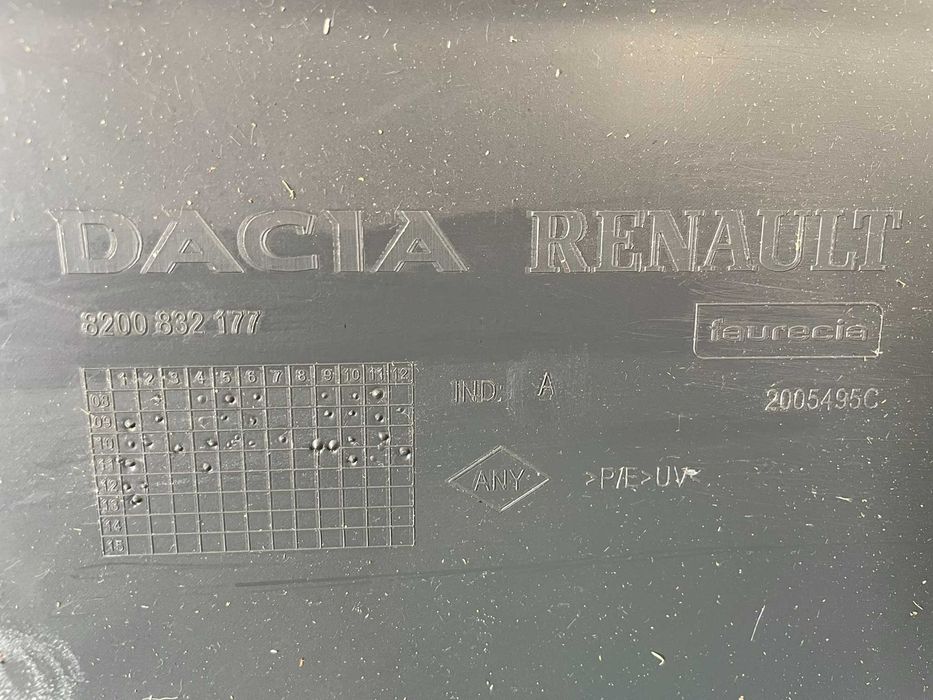 DACIA RENAULT
8200 832 177
faurecia
1 2 3 4 5 6 7 8 9 10 11 12
08
09
10
11
12
13
14
15
IND. A
2005495C
ANY
>P/E>UV<